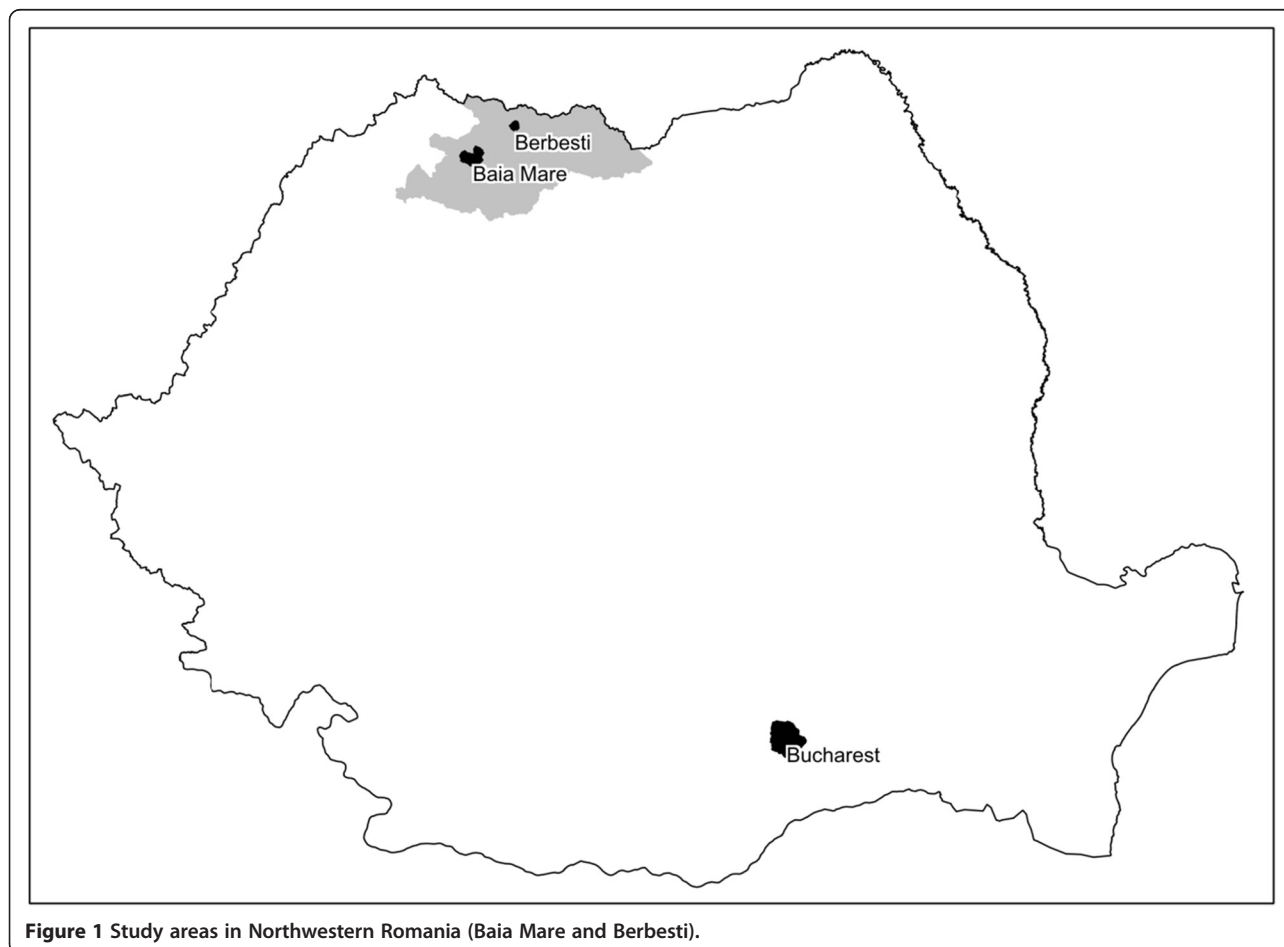 Berbesti
Baia Mare
Bucharest
Figure 1 Study areas in Northwestern Romania (Baia Mare and Berbesti).